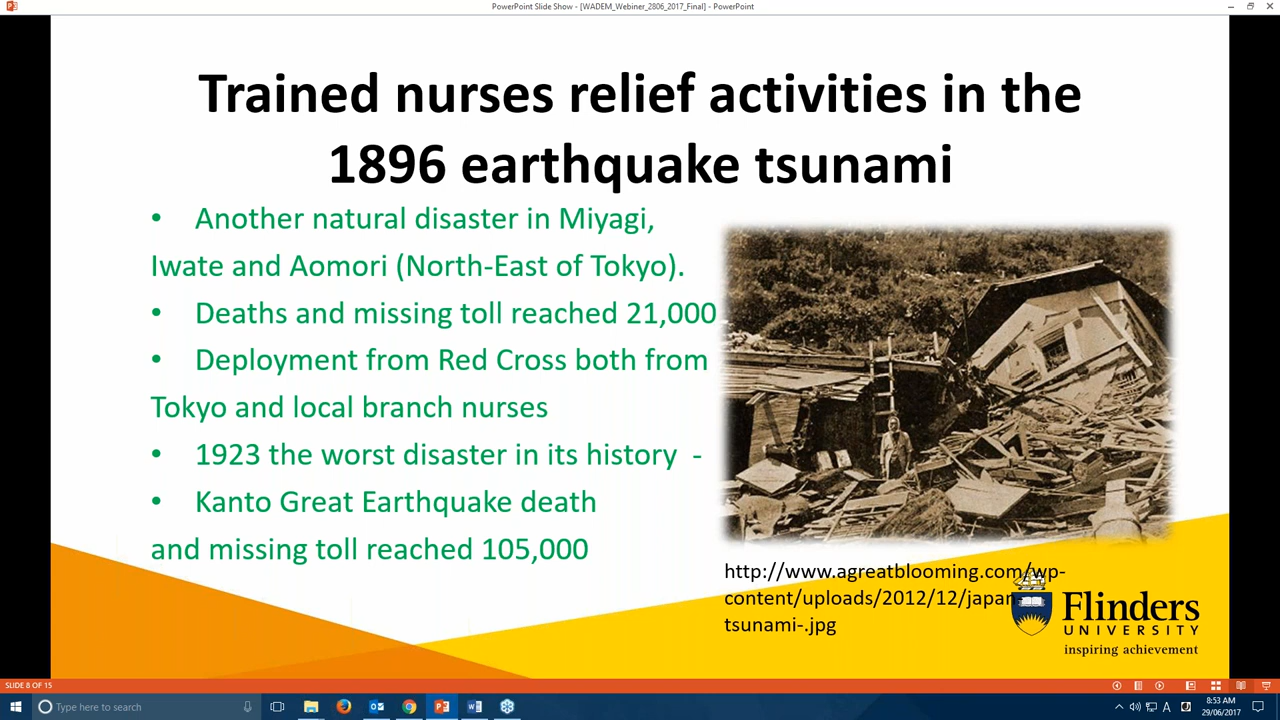 PowerPoint Slide Show - [WADEM_Webiner_2806_2017_Final] - PowerPoint
Trained nurses relief activities in the
1896 earthquake tsunami
• Another natural disaster in Miyagi,
Iwate and Aomori (North-East of Tokyo).
• Deaths and missing toll reached 21,000
• Deployment from Red Cross both from
Tokyo and local branch nurses
• 1923 the worst disaster in its history -
• Kanto Great Earthquake death
and missing toll reached 105,000
http://www.agreatblooming.com/wp-
content/uploads/2012/12/japan-
tsunami-.jpg
Flinders
UNIVERSITY
inspiring achievement
SLIDE 8 OF 15
Type here to search
8:53 AM
29/06/2017